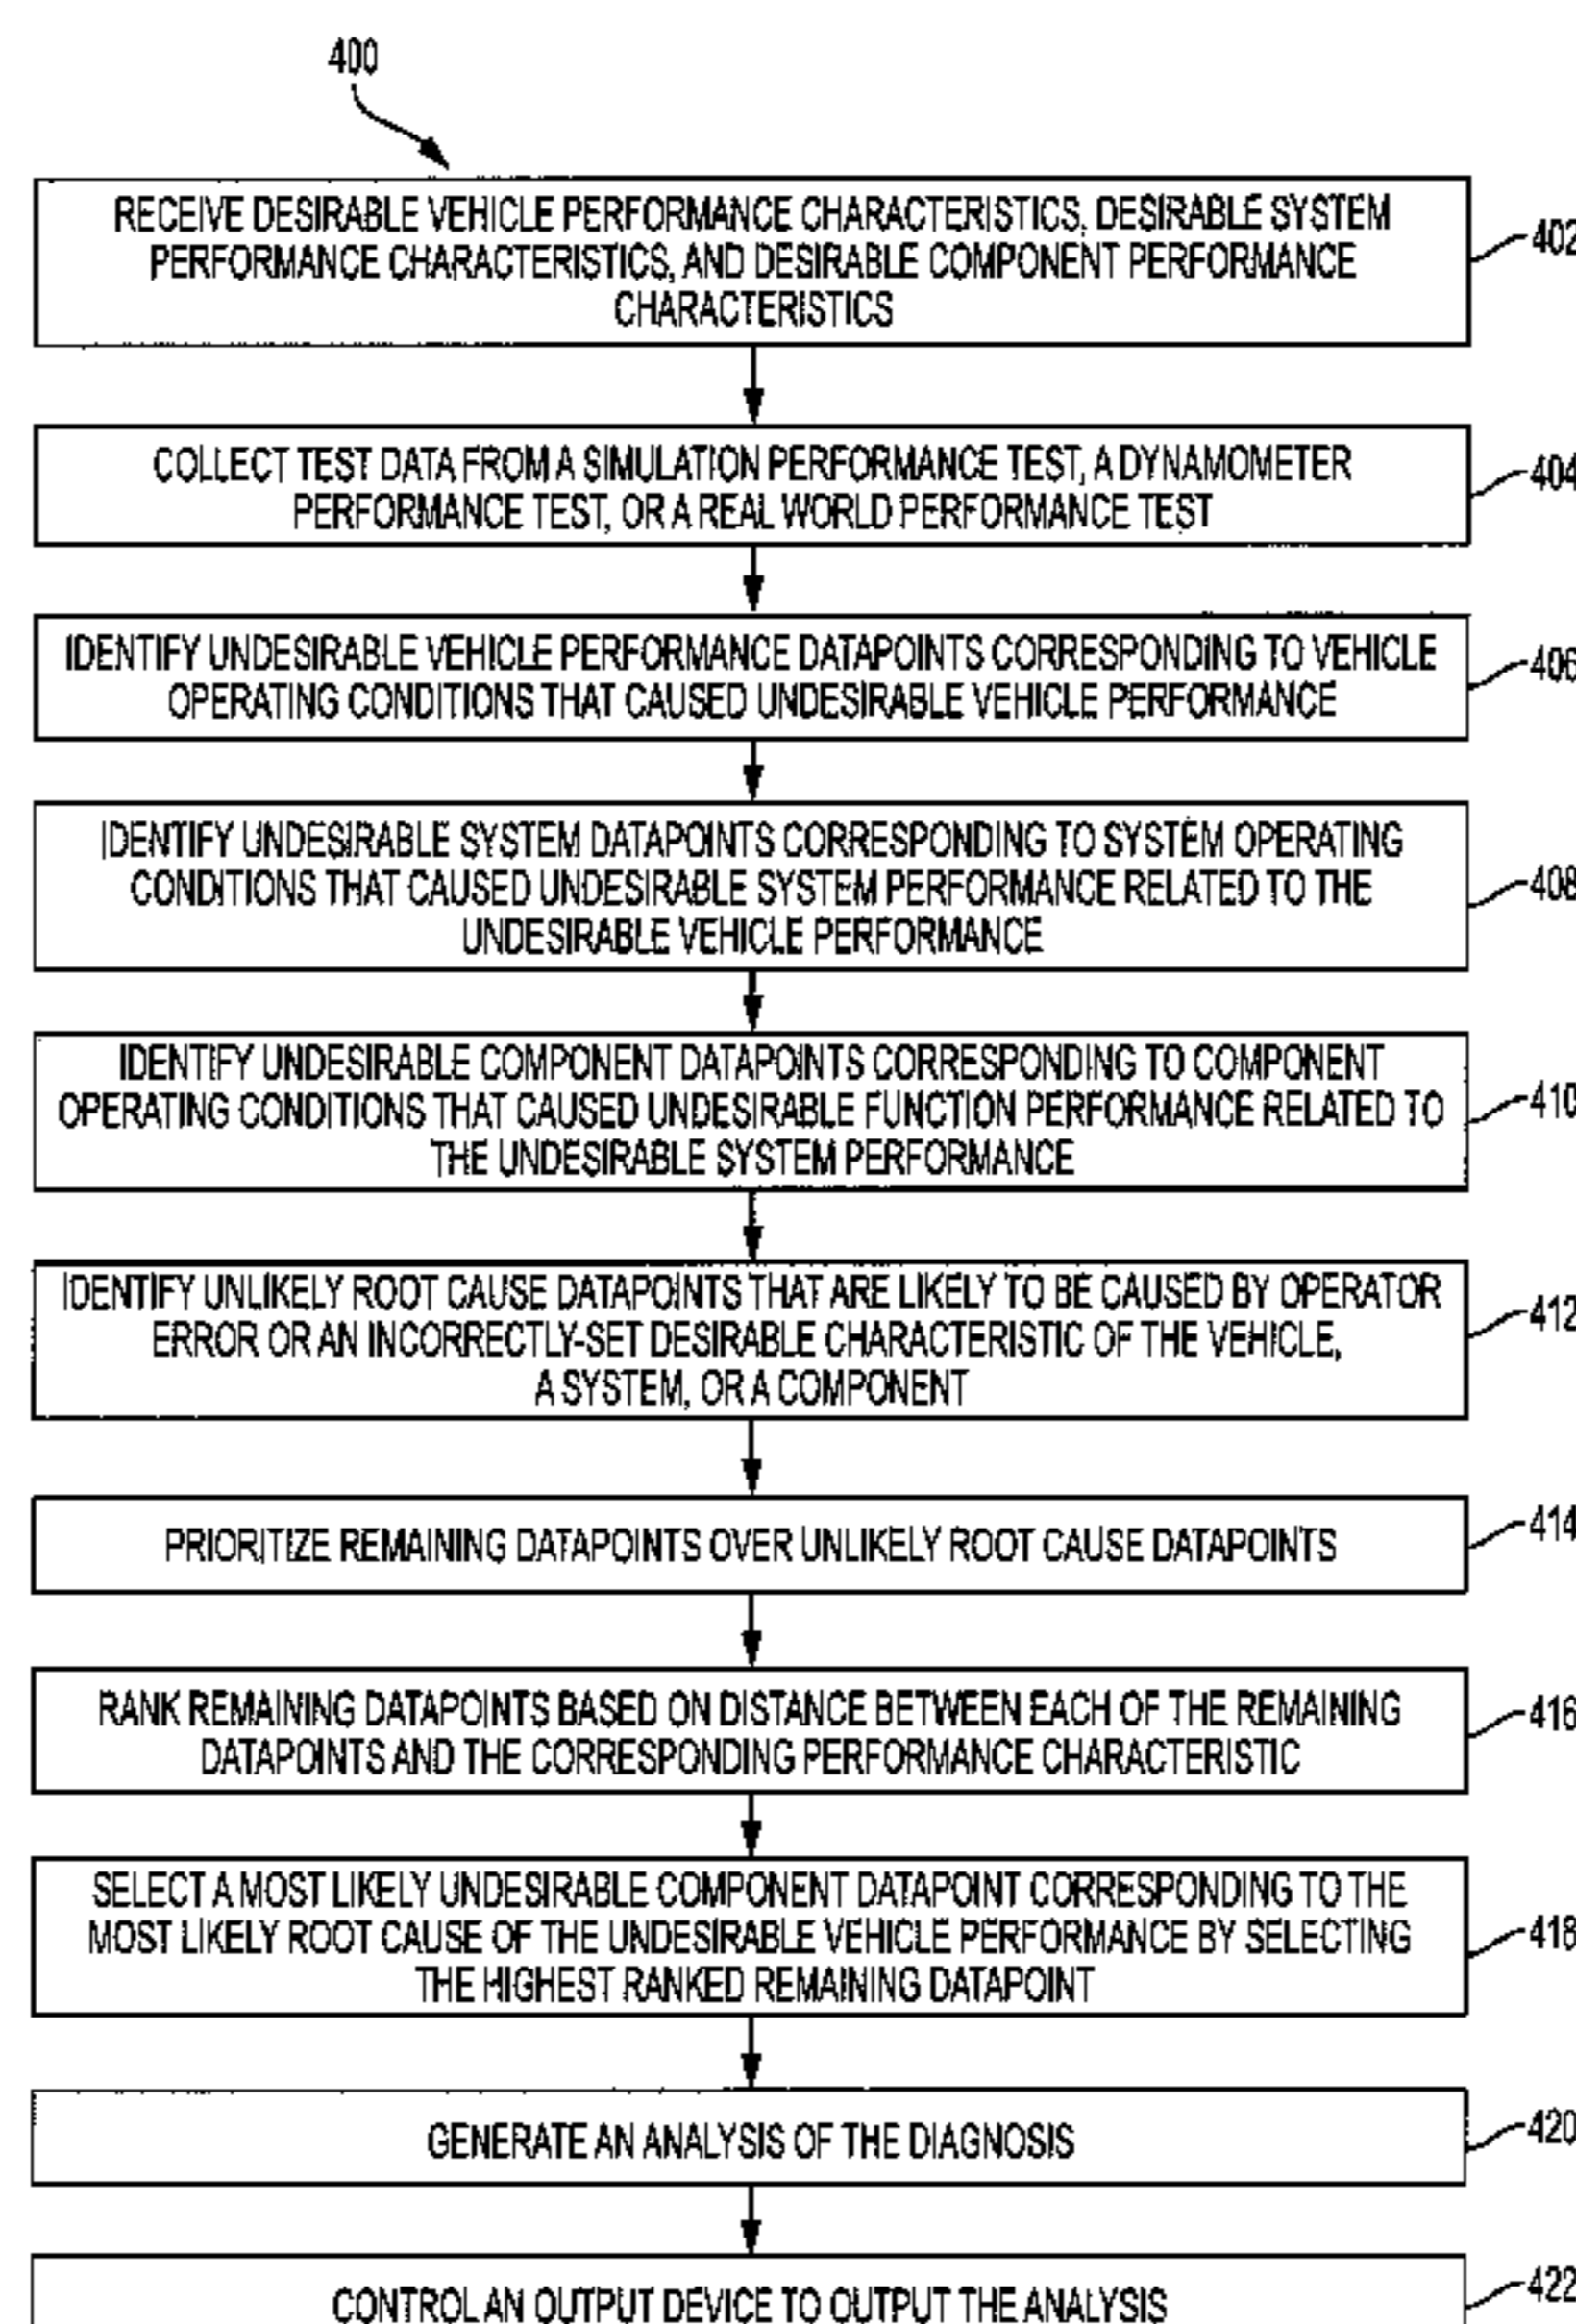 400
RECEIVE DESIRABLE VEHICLE PERFORMANCE CHARACTERISTICS, DESIRABLE SYSTEM
PERFORMANCE CHARACTERISTICS, AND DESIRABLE COMPONENT PERFORMANCE
CHARACTERISTICS
402
COLLECT TEST DATA FROM A SIMULATION PERFORMANCE TEST, A DYNAMOMETER
PERFORMANCE TEST, OR A REAL WORLD PERFORMANCE TEST
404
IDENTIFY UNDESIRABLE VEHICLE PERFORMANCE DATAPOINTS CORRESPONDING TO VEHICLE
OPERATING CONDITIONS THAT CAUSED UNDESIRABLE VEHICLE PERFORMANCE
406
IDENTIFY UNDESIRABLE SYSTEM DATAPOINTS CORRESPONDING TO SYSTEM OPERATING
CONDITIONS THAT CAUSED UNDESIRABLE SYSTEM PERFORMANCE RELATED TO THE
UNDESIRABLE VEHICLE PERFORMANCE
408
IDENTIFY UNDESIRABLE COMPONENT DATAPOINTS CORRESPONDING TO COMPONENT
OPERATING CONDITIONS THAT CAUSED UNDESIRABLE FUNCTION PERFORMANCE RELATED TO
THE UNDESIRABLE SYSTEM PERFORMANCE
410
IDENTIFY UNLIKELY ROOT CAUSE DATAPOINTS THAT ARE LIKELY TO BE CAUSED BY OPERATOR
ERROR OR AN INCORRECTLY-SET DESIRABLE CHARACTERISTIC OF THE VEHICLE,
A SYSTEM, OR A COMPONENT
412
PRIORITIZE REMAINING DATAPOINTS OVER UNLIKELY ROOT CAUSE DATAPOINTS
414
RANK REMAINING DATAPOINTS BASED ON DISTANCE BETWEEN EACH OF THE REMAINING
DATAPOINTS AND THE CORRESPONDING PERFORMANCE CHARACTERISTIC
416
SELECT A MOST LIKELY UNDESIRABLE COMPONENT DATAPOINT CORRESPONDING TO THE
MOST LIKELY ROOT CAUSE OF THE UNDESIRABLE VEHICLE PERFORMANCE BY SELECTING
THE HIGHEST RANKED REMAINING DATAPOINT
418
GENERATE AN ANALYSIS OF THE DIAGNOSIS
420
CONTROL AN OUTPUT DEVICE TO OUTPUT THE ANALYSIS
422